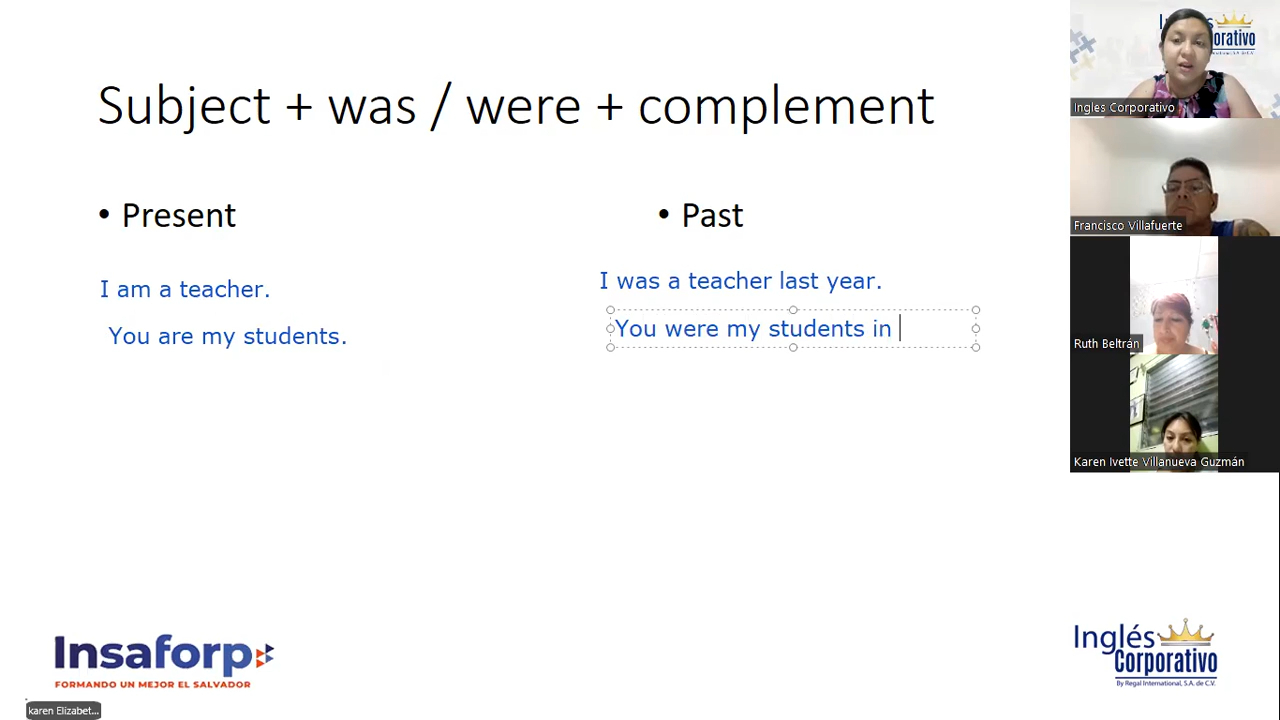 Subject + was / were + complement
• Present
• Past
I am a teacher.
I was a teacher last year.
You are my students.
You were my students in
Inglés Corporativo
Ingles Corporativo
Francisco Villafuerte
Ruth Beltrán
Karen Ivette Villanueva Guzmán
Insaforp
FORMANDO UN MEJOR EL SALVADOR
Inglés
Corporativo
By Regal International, S.A. de C.V.
karen Elizabet...